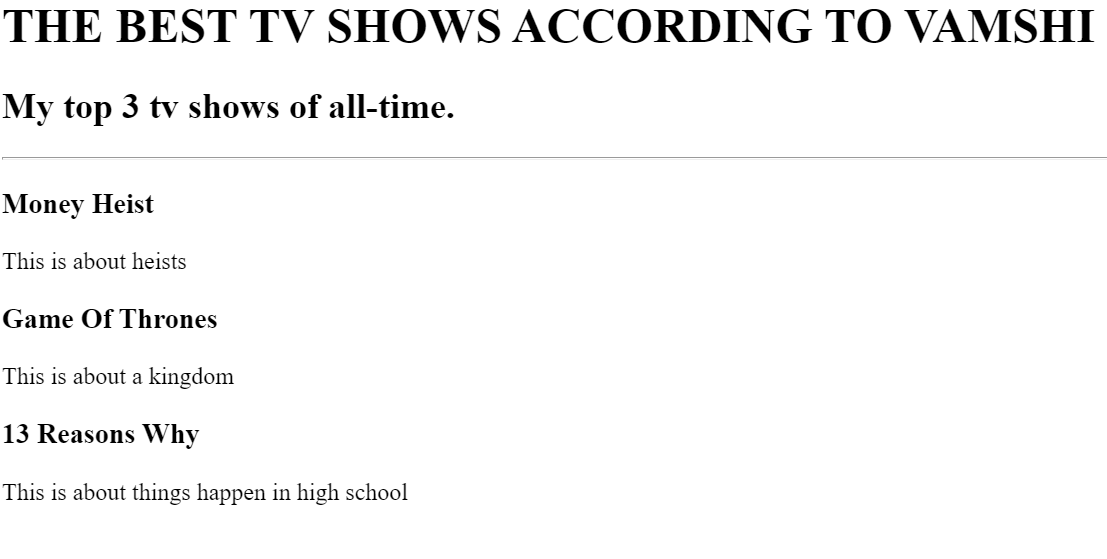 THE BEST TV SHOWS ACCORDING TO VAMSHI
My top 3 tv shows of all-time.
Money Heist
This is about heists
Game Of Thrones
This is about a kingdom
13 Reasons Why
This is about things happen in high school